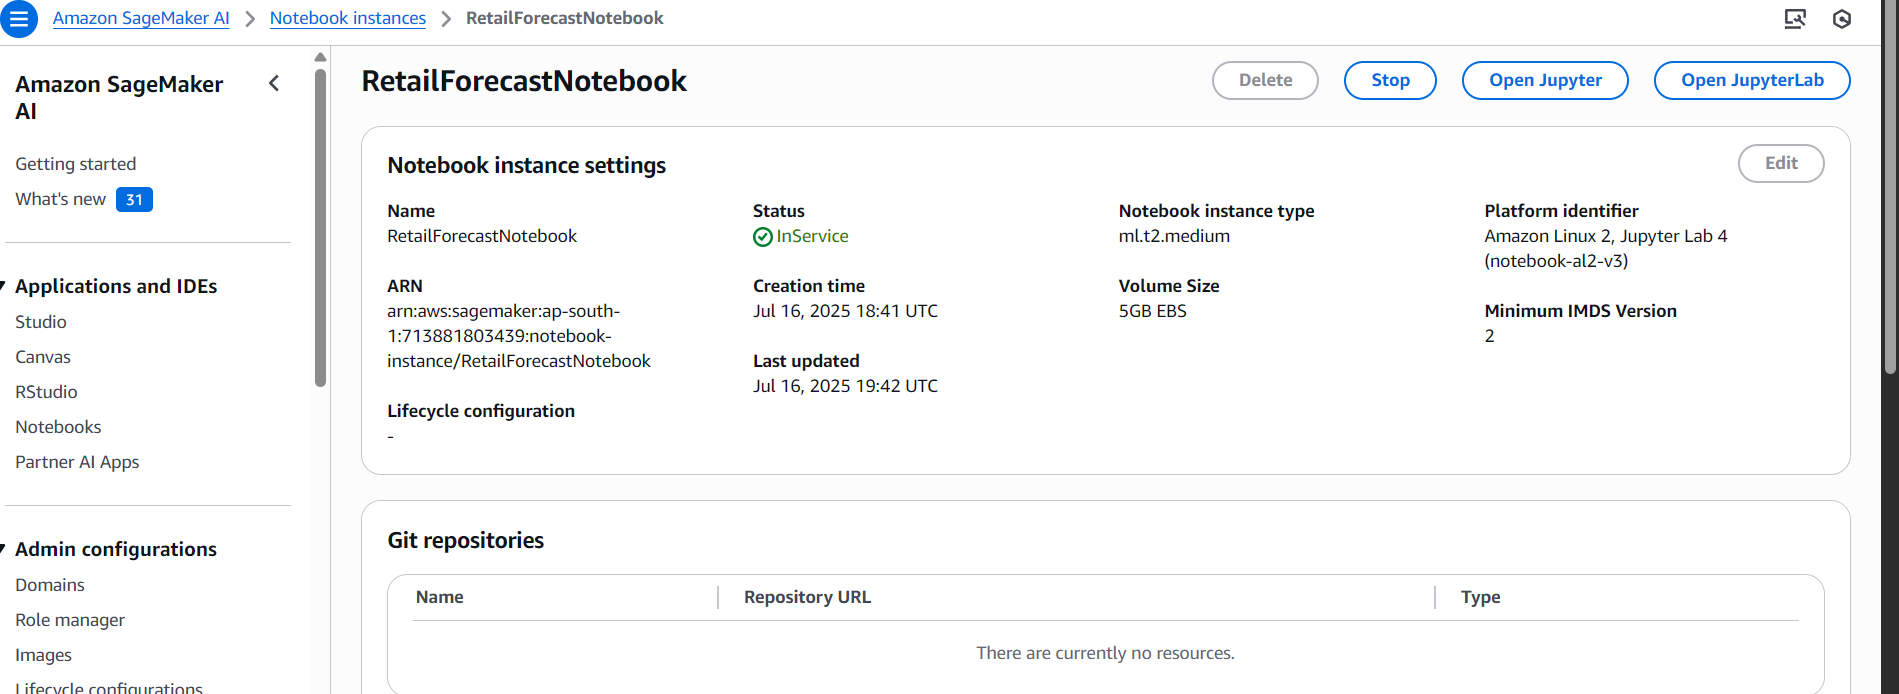 Amazon SageMaker AI > Notebook instances > RetailForecastNotebook
Amazon SageMaker
AI
Getting started
What's new 31
Applications and IDEs
Studio
Canvas
RStudio
Notebooks
Partner AI Apps
Admin configurations
Domains
Role manager
Images
Lifecycle configurations
RetailForecastNotebook
Delete
Stop
Open Jupyter
Open JupyterLab
Notebook instance settings
Edit
Name
RetailForecastNotebook
ARN
arn:aws:sagemaker:ap-south-
1:713881803439:notebook-
instance/RetailForecastNotebook
Lifecycle configuration
-
Status
InService
Creation time
Jul 16, 2025 18:41 UTC
Last updated
Jul 16, 2025 19:42 UTC
Notebook instance type
ml.t2.medium
Volume Size
5GB EBS
Platform identifier
Amazon Linux 2, Jupyter Lab 4
(notebook-al2-v3)
Minimum IMDS Version
2
Git repositories
Name
Repository URL
Type
There are currently no resources.